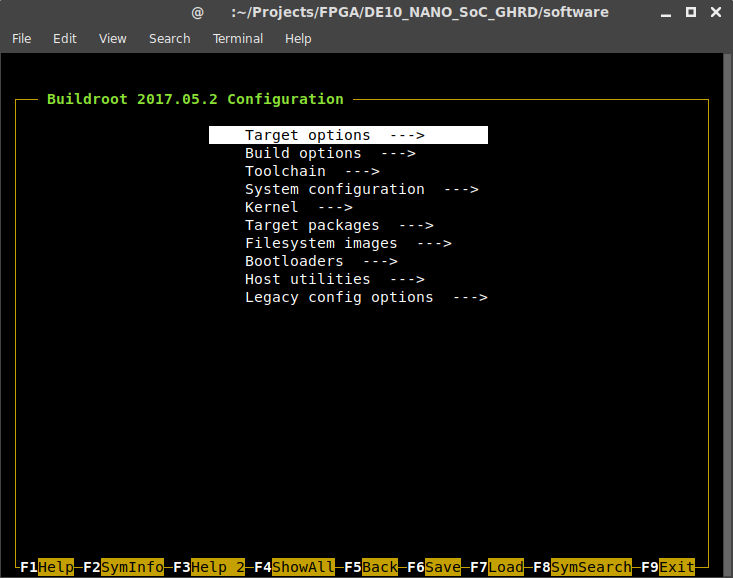 @ :~/Projects/FPGA/DE10_NANO_SoC_GHRD/software
File Edit View Search Terminal Help
Buildroot 2017.05.2 Configuration
Target options --->
Build options --->
Toolchain --->
System configuration --->
Kernel --->
Target packages --->
Filesystem images --->
Bootloaders --->
Host utilities --->
Legacy config options --->
F1Help F2SymInfo F3Help 2 F4ShowAll F5Back F6Save F7Load F8SymSearch F9Exit